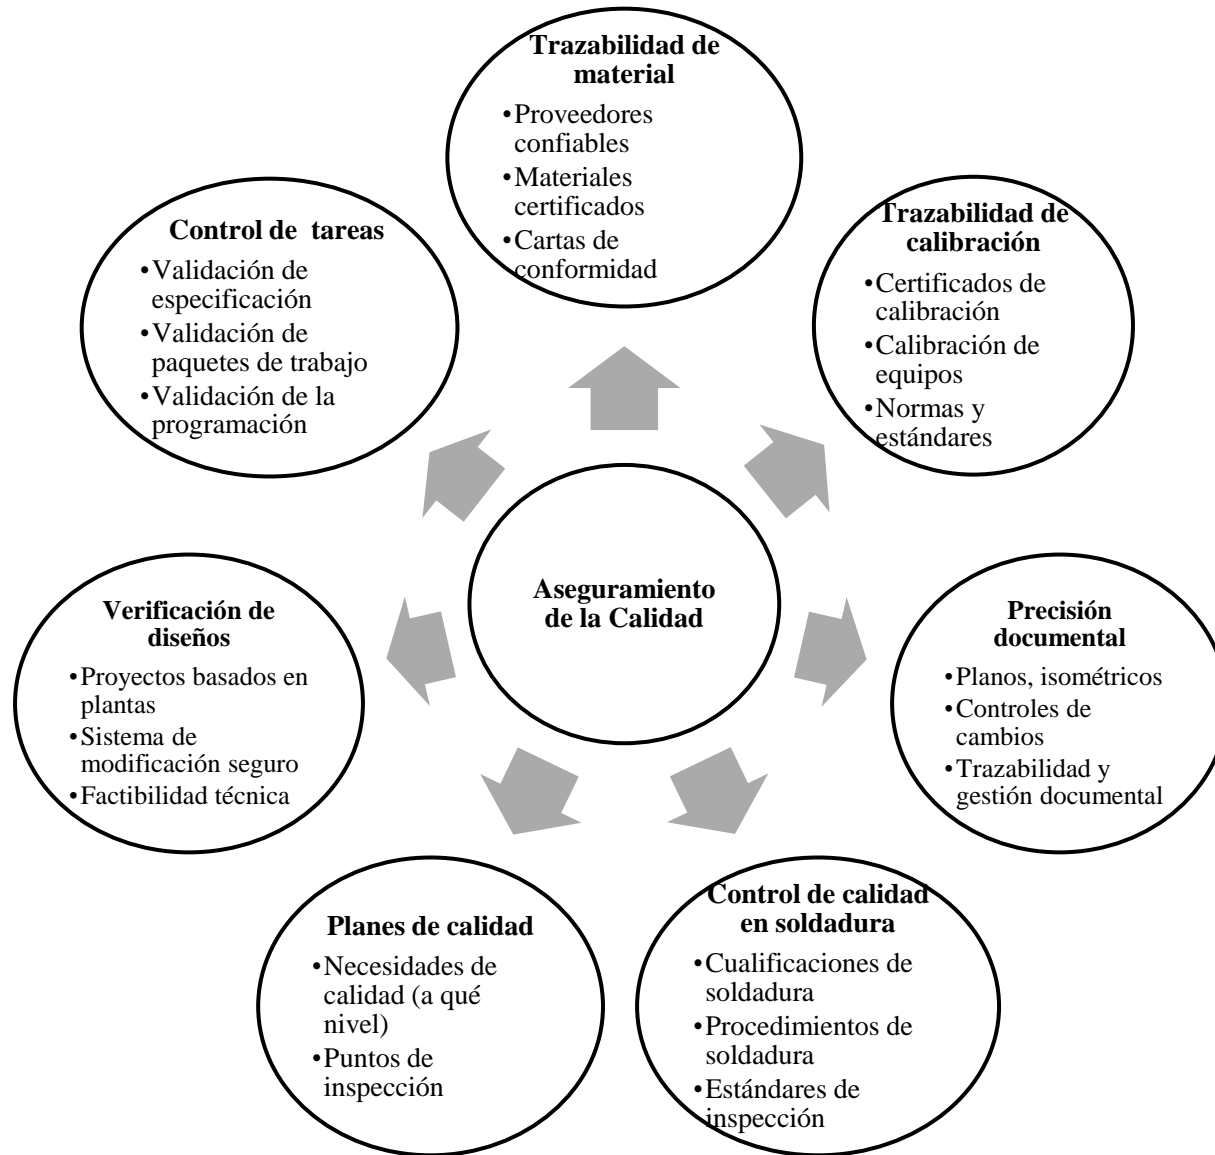 Trazabilidad de
material
•Proveedores
confiables
•Materiales
certificados
•Cartas de
conformidad
Trazabilidad de
calibración
•Certificados de
calibración
•Calibración de
equipos
•Normas y
estándares
Precisión
documental
•Planos, isométricos
•Controles de
cambios
•Trazabilidad y
gestión documental
Control de calidad
en soldadura
•Cualificaciones de
soldadura
•Procedimientos de
soldadura
•Estándares de
inspección
Planes de calidad
•Necesidades de
calidad (a qué
nivel)
•Puntos de
inspección
Verificación de
diseños
•Proyectos basados en
plantas
•Sistema de
modificación seguro
•Factibilidad técnica
Control de  tareas
•Validación de
especificación
•Validación de
paquetes de trabajo
•Validación de la
programación
Aseguramiento
de la Calidad